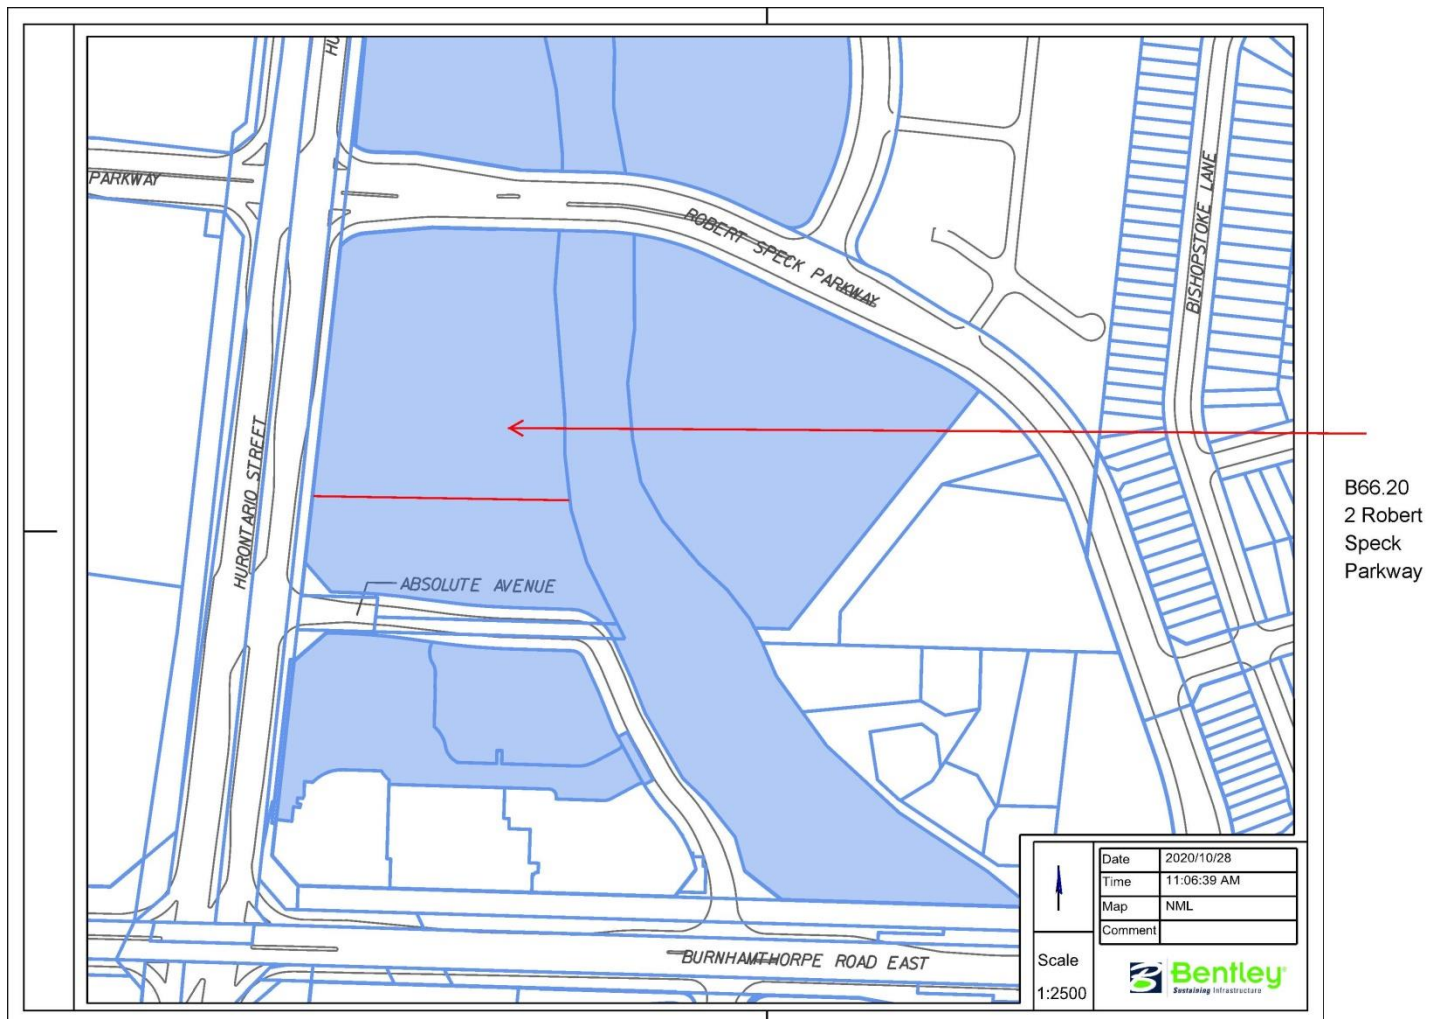 HU
HU
PARKWAY
ROBERT SPECK PARKWAY
BISHOPSTOKE LANE
HURONTARIO STREET
ABSOLUTE AVENUE
B66.20
2 Robert
Speck
Parkway
BURNHAMTHORPE ROAD EAST
Date 2020/10/28
Time 11:06:39 AM
Map NML
Comment
Scale
1:2500
Bentley
Sustaining Infrastructure